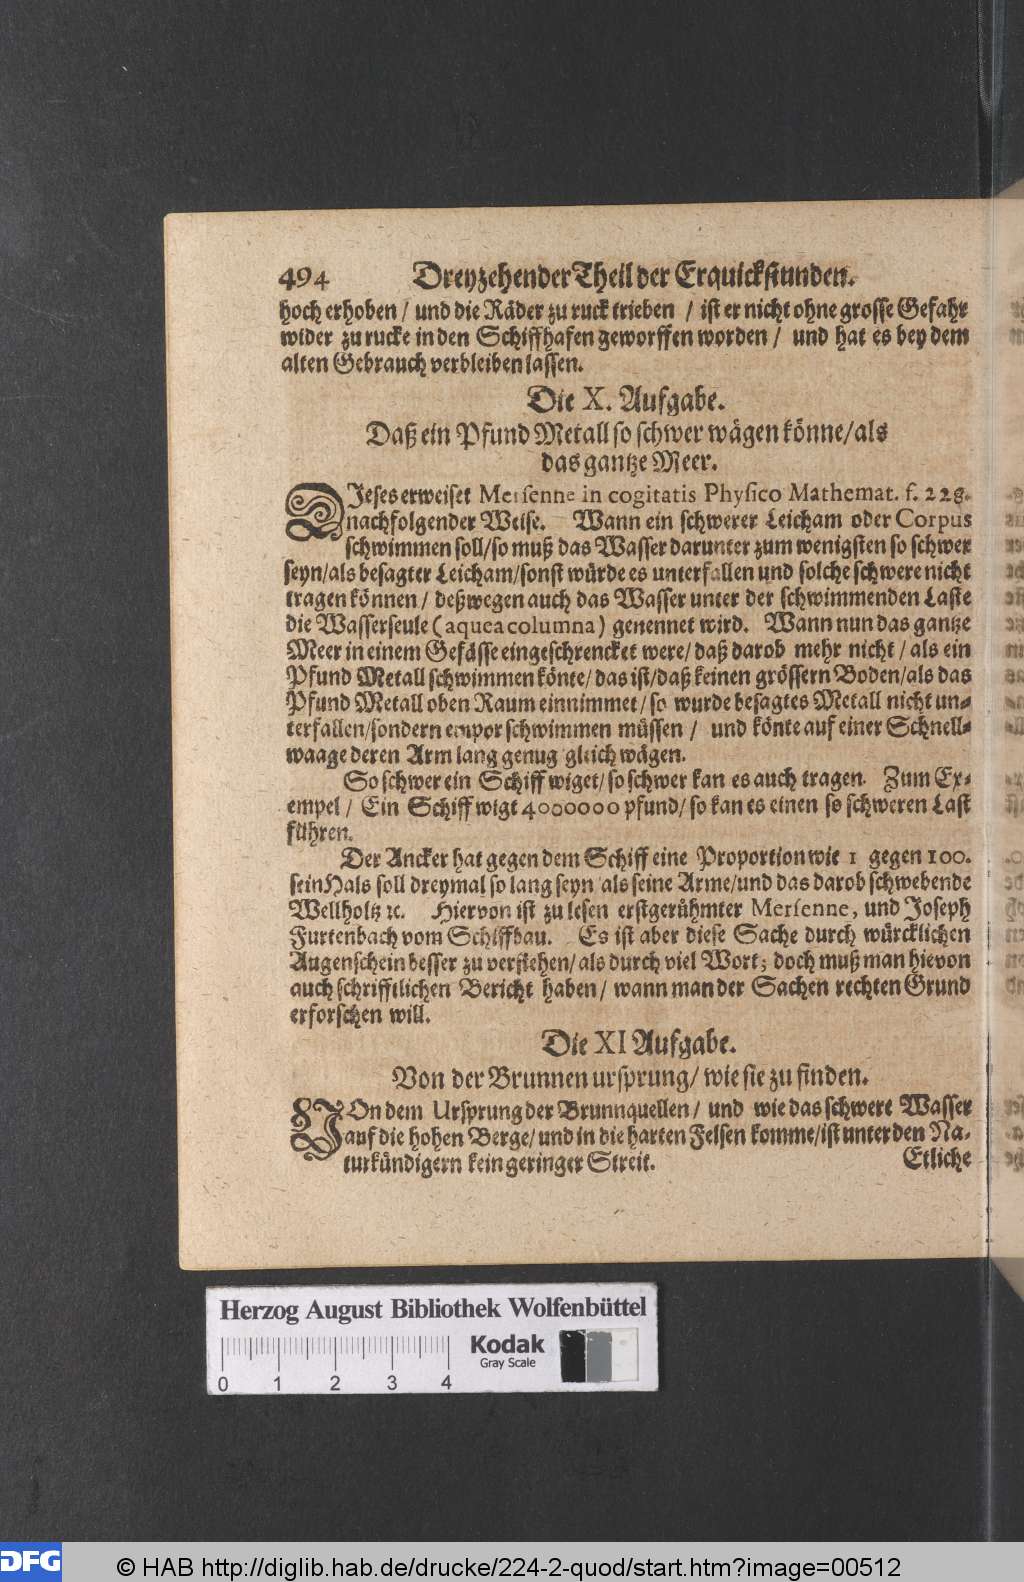 494 Dreyzehender Theil der Erquickstunden.
hoch erhoben / und die Räder zu ruck trieben / ist er nicht ohne grosse Gefahr
wider zu rucke in den Schiffhafen geworffen worden / und hat es bey dem
alten Gebrauch verbleiben lassen.
Die X. Aufgabe.
Daß ein Pfund Metall so schwer wägen könne/als
das gantze Meer.
DIeses erweiset Mersenne in cogitatis Physico Mathemat. f. 228.
nachfolgender Weise. Wann ein schwerer Leicham oder Corpus
schwimmen soll/so muß das Wasser darunter zum wenigsten so schwer
seyn/als besagter Leicham/sonst würde es unterfallen und solche schwere nicht
tragen können / deßwegen auch das Wasser unter der schwimmenden Laste
die Wasserseule (aquea columna) genennet wird. Wann nun das gantze
Meer in einem Gefässe eingeschrencket were/ daß darob mehr nicht / als ein
Pfund Metall schwimmen könte/ das ist/daß keinen grössern Boden/als das
Pfund Metall oben Raum einnimmet/ so wurde besagtes Metall nicht un⸗
terfallen/sondern empor schwimmen müssen / und könte auf einer Schnell⸗
waage deren Arm lang genug gleich wägen.
So schwer ein Schiff wiget/ so schwer kan es auch tragen. Zum Ex⸗
empel / Ein Schiff wigt 4000000 pfund/ so kan es einen so schweren Last
führen.
Der Ancker hat gegen dem Schiff eine Proportion wie 1 gegen 100.
sein Hals soll dreymal so lang seyn als seine Arme/und das darob schwebende
Wellholtz ꝛc. Hiervon ist zu lesen erstgerühmter Mersenne, und Joseph
Furtenbach vom Schiffbau. Es ist aber diese Sache durch würcklichen
Augenschein besser zu verstehen/ als durch viel Wort; doch muß man hievon
auch schrifftlichen Bericht haben / wann man der Sachen rechten Grund
erforschen will.
Die XI Aufgabe.
Von der Brunnen ursprung/ wie sie zu finden.
VOn dem Ursprung der Brunnquellen / und wie das schwere Wasser
auf die hohen Berge/ und in die harten Felsen komme/ist unter den Na⸗
turkündigern kein geringer Streit.
Etliche
Herzog August Bibliothek Wolfenbüttel
Kodak
Gray Scale
0 1 2 3 4
DFG © HAB http://diglib.hab.de/drucke/224-2-quod/start.htm?image=00512